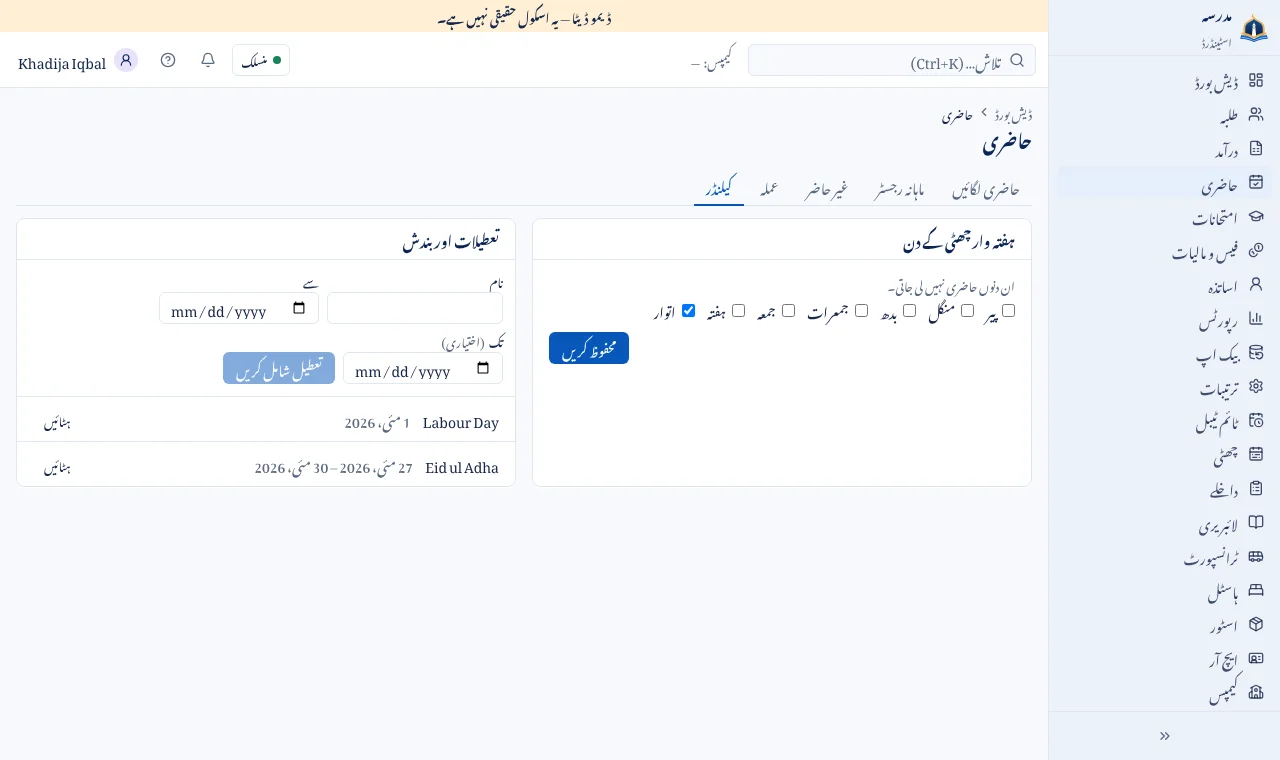 ڈیمو ڈیٹا — یہ اسکول حقیقی نہیں ہے۔
مدرسہ
اسٹینڈرڈ
ڈیش بورڈ
طلبہ
درآمد
حاضری
امتحانات
فیس و مالیات
اساتذہ
رپورٹس
بیک اپ
ترتیبات
ٹائم ٹیبل
چھٹی
داخلے
لائبریری
ٹرانسپورٹ
ہاسٹل
اسٹور
ایچ آر
کیمپس
تلاش... (Ctrl+K)
کیمپس: —
منسلک
Khadija Iqbal
ڈیش بورڈ
حاضری
حاضری
حاضری لگائیں
ماہانہ رجسٹر
غیر حاضر
عملہ
کیلنڈر
ہفتہ وار چھٹی کے دن
ان دنوں حاضری نہیں لی جاتی۔
پیر
منگل
بدھ
جمعرات
جمعہ
ہفتہ
اتوار
محفوظ کریں
تعطیلات اور بندش
نام
سے
mm/dd/yyyy
تک (اختیاری)
mm/dd/yyyy
تعطیل شامل کریں
Labour Day
1 مئی، 2026
ہٹائیں
Eid ul Adha
27 مئی، 2026 – 30 مئی، 2026
ہٹائیں